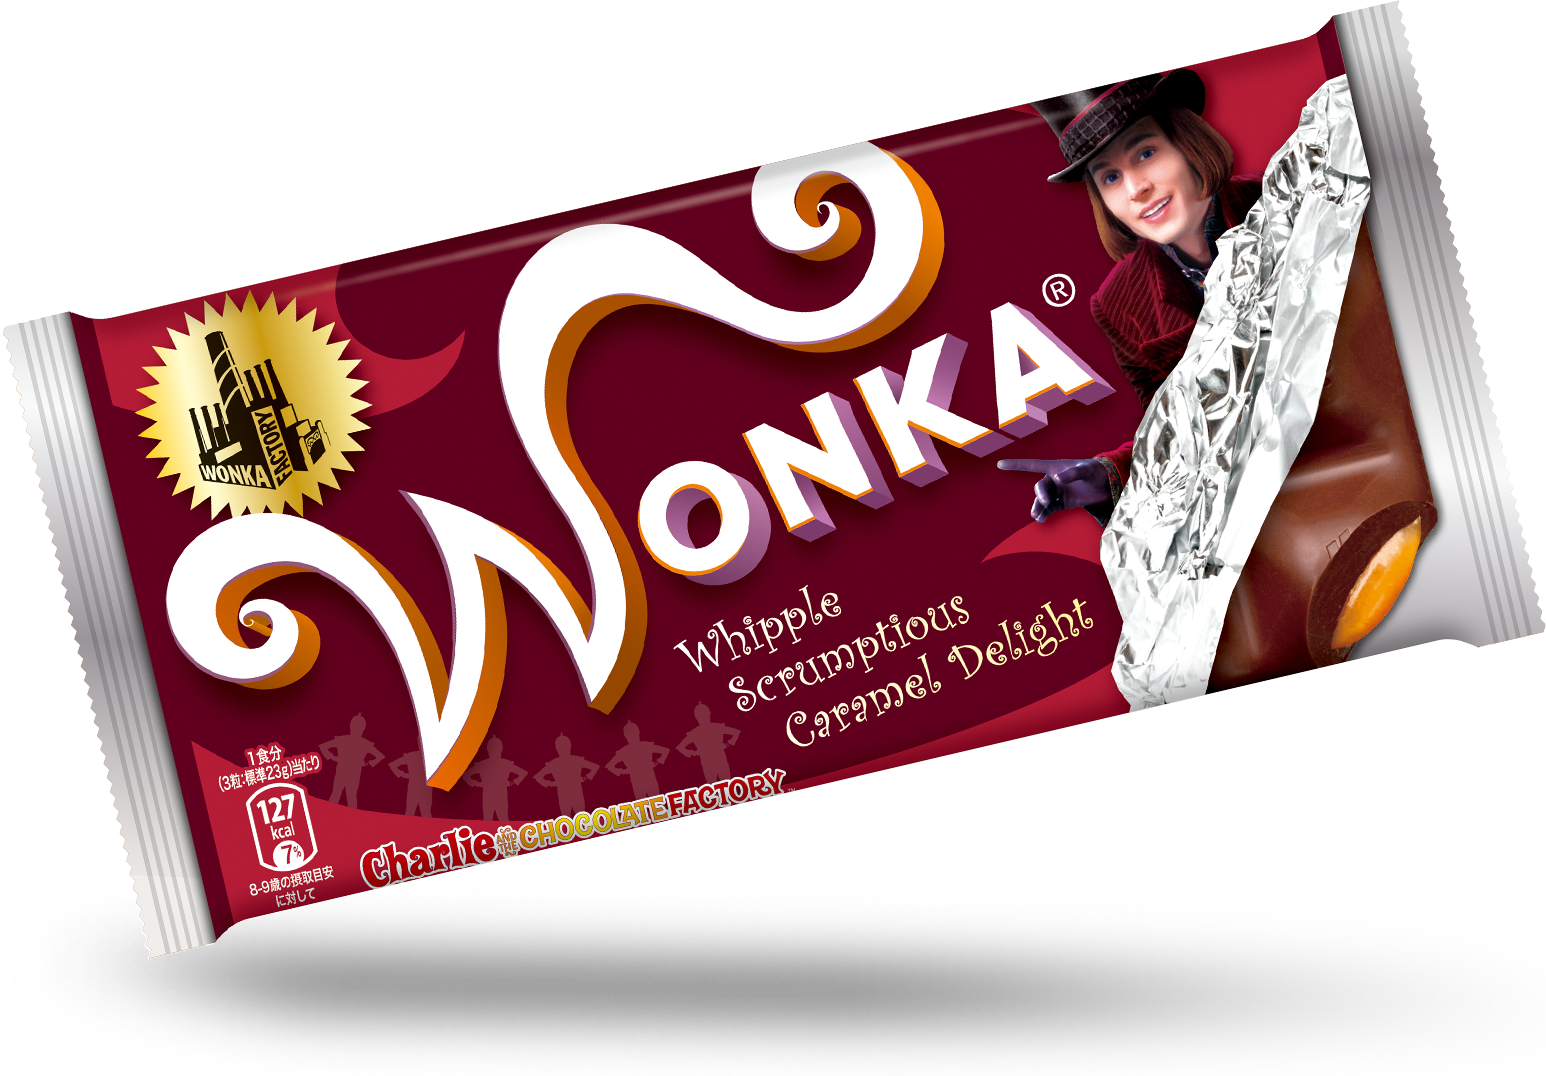 WONKA
FACTORY
WONKA®
Whipple
Scrumptious
Caramel Delight
1食分
(3粒:標準23g)当たり
127
kcal
7%
8-9歳の摂取目安
に対して
Charlie AND THE CHOCOLATE FACTORY